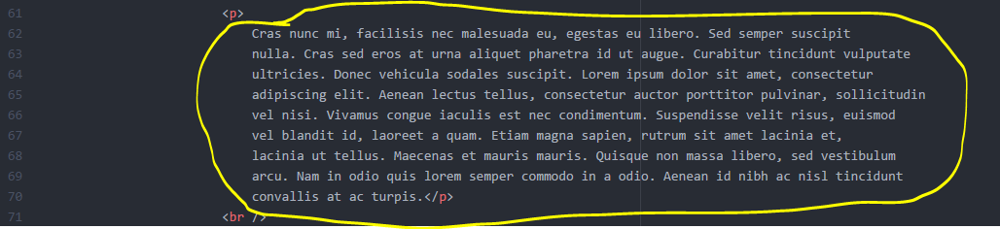 61 <p>
62 Cras nunc mi, facilisis nec malesuada eu, egestas eu libero. Sed semper suscipit
63 nulla. Cras sed eros at urna aliquet pharetra id ut augue. Curabitur tincidunt vulputate
64 ultricies. Donec vehicula sodales suscipit. Lorem ipsum dolor sit amet, consectetur
65 adipiscing elit. Aenean lectus tellus, consectetur auctor porttitor pulvinar, sollicitudin
66 vel nisi. Vivamus congue iaculis est nec condimentum. Suspendisse velit risus, euismod
67 vel blandit id, laoreet a quam. Etiam magna sapien, rutrum sit amet lacinia et,
68 lacinia ut tellus. Maecenas et mauris mauris. Quisque non massa libero, sed vestibulum
69 arcu. Nam in odio quis lorem semper commodo in a odio. Aenean id nibh ac nisl tincidunt
70 convallis at ac turpis.</p>
71 <br />